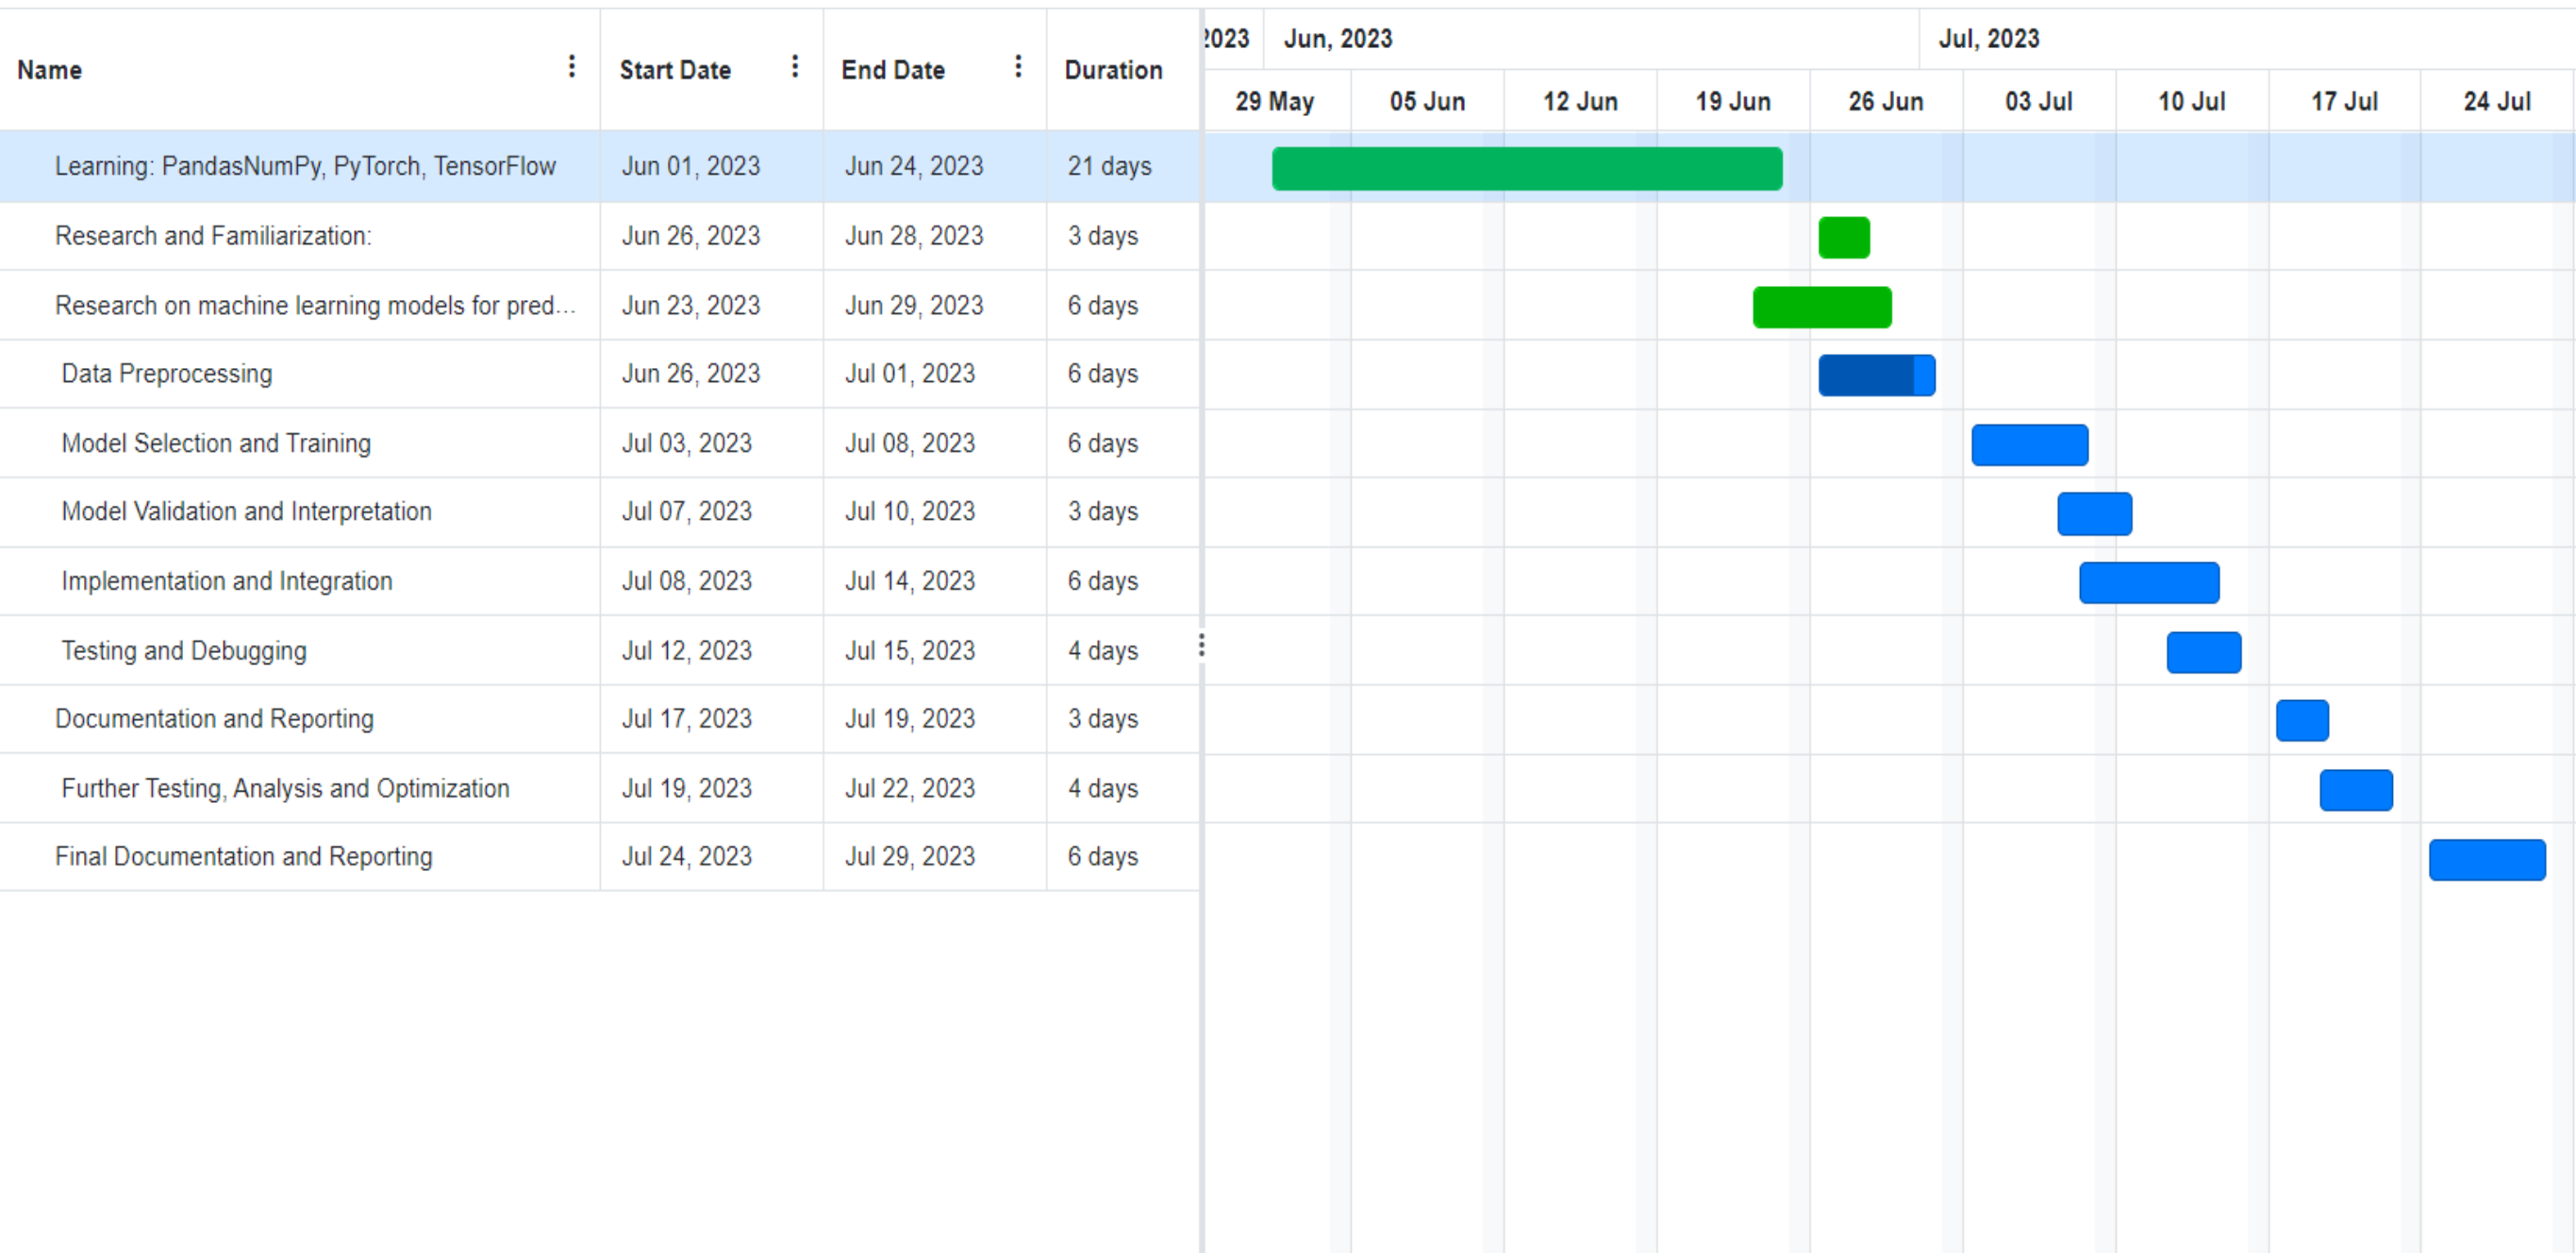 Name Start Date End Date Duration
2023 Jun, 2023 Jul, 2023
29 May 05 Jun 12 Jun 19 Jun 26 Jun 03 Jul 10 Jul 17 Jul 24 Jul
Learning: PandasNumPy, PyTorch, TensorFlow Jun 01, 2023 Jun 24, 2023 21 days
Research and Familiarization: Jun 26, 2023 Jun 28, 2023 3 days
Research on machine learning models for pred... Jun 23, 2023 Jun 29, 2023 6 days
Data Preprocessing Jun 26, 2023 Jul 01, 2023 6 days
Model Selection and Training Jul 03, 2023 Jul 08, 2023 6 days
Model Validation and Interpretation Jul 07, 2023 Jul 10, 2023 3 days
Implementation and Integration Jul 08, 2023 Jul 14, 2023 6 days
Testing and Debugging Jul 12, 2023 Jul 15, 2023 4 days
Documentation and Reporting Jul 17, 2023 Jul 19, 2023 3 days
Further Testing, Analysis and Optimization Jul 19, 2023 Jul 22, 2023 4 days
Final Documentation and Reporting Jul 24, 2023 Jul 29, 2023 6 days